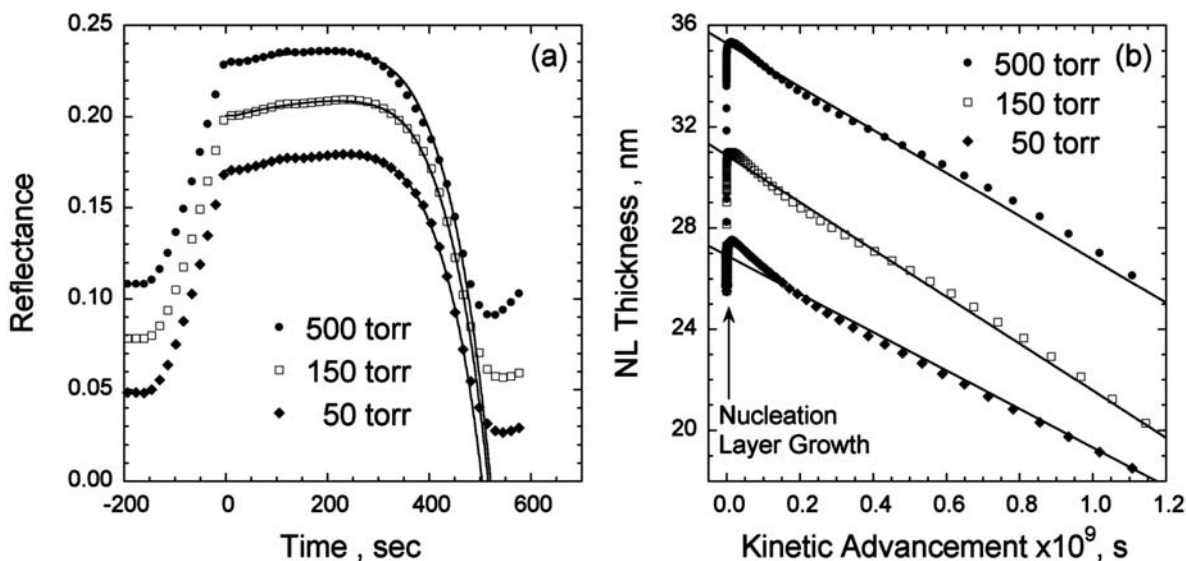 0.25
0.20
0.15
0.10
0.05
0.00
Reflectance
-200
0
200
400
600
800
Time , sec
(a)
500 torr
150 torr
50 torr
36
32
28
24
20
NL Thickness , nm
0.0
0.2
0.4
0.6
0.8
1.0
1.2
Kinetic Advancement x10⁹, s
(b)
500 torr
150 torr
50 torr
Nucleation
Layer Growth